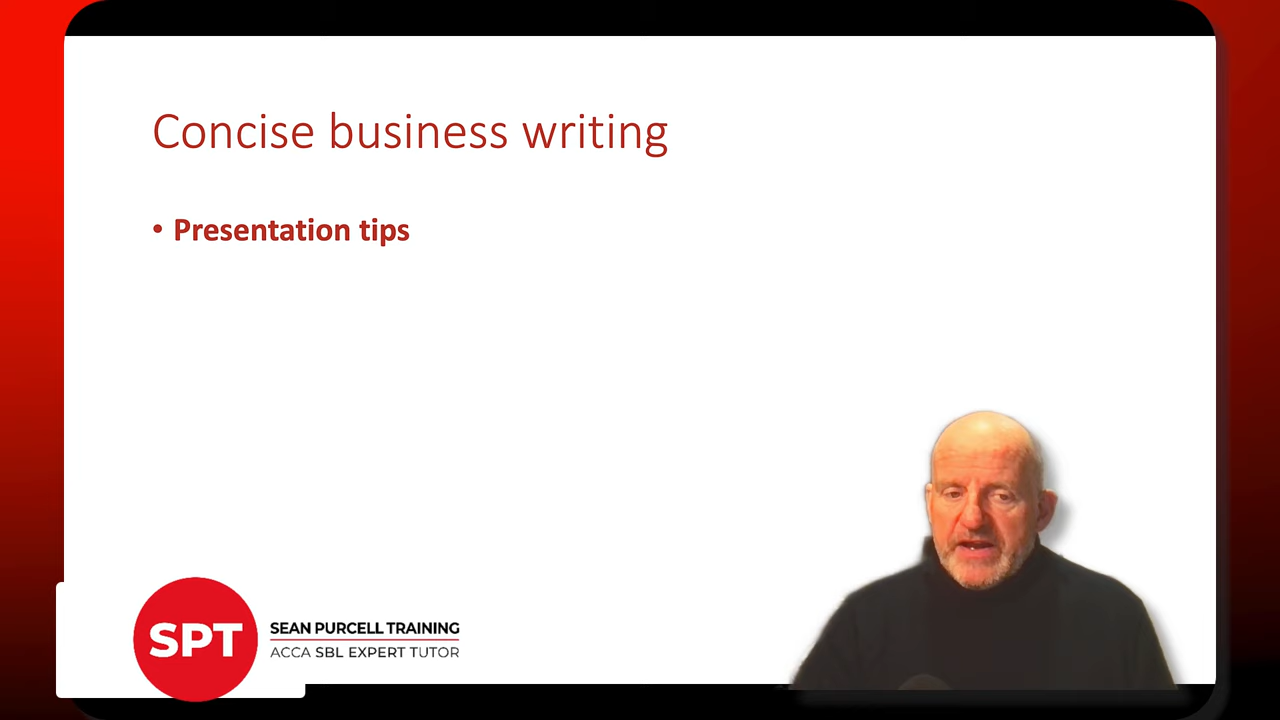 Concise business writing
• Presentation tips
SPT
SEAN PURCELL TRAINING
ACCA SBL EXPERT TUTOR